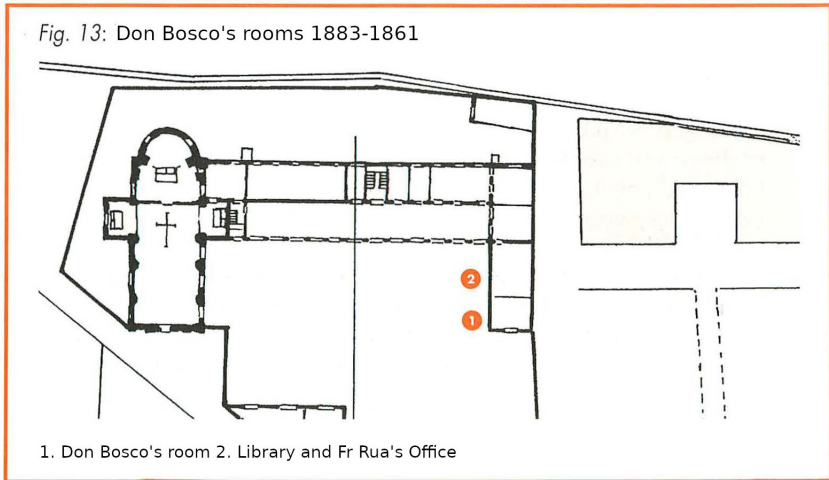 Fig. 13: Don Bosco's rooms 1883-1861
2
1
1. Don Bosco's room 2. Library and Fr Rua's Office